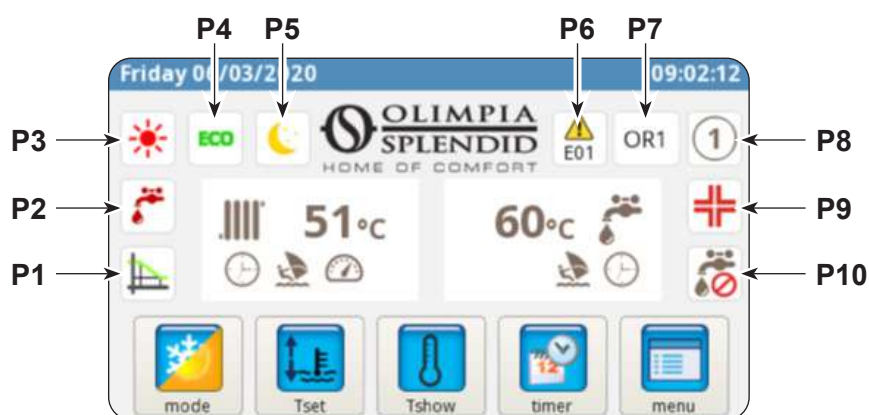 P4 P5 P6 P7
Friday 06/03/2020 09:02:12
P3 ECO OLIMPIA SPLENDID HOME OF COMFORT E01 OR1 1 P8
P2 51°C 60°C P9
P1 P10
12
mode Tset Tshow timer menu